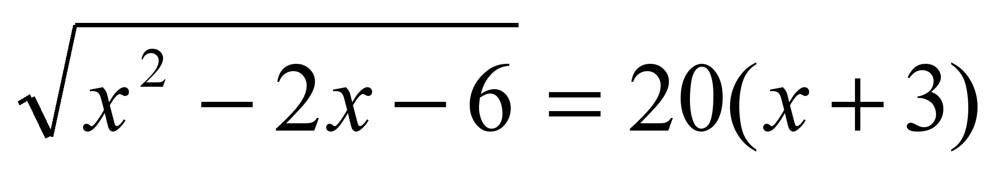 √(x² − 2x − 6) = 20(x + 3)